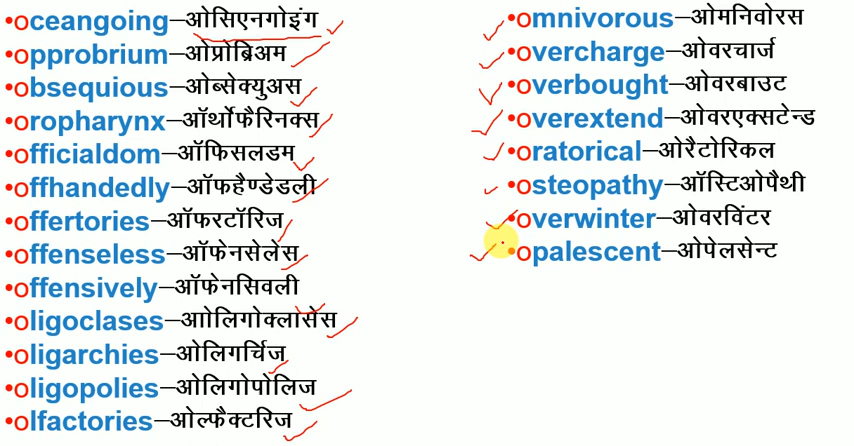 •oceangoing–ओसिएनगोइंग
•opprobrium–ओप्रोब्रिअम
•obsequious–ओब्सेक्युअस
•oropharynx–ऑर्थोफैरिनक्स
•officialdom–ऑफिसलडम
•offhandedly–ऑफहैण्डेडली
•offertories–ऑफरटॉरिज
•offenseless–ऑफेनसेलेस
•offensively–ऑफेनसिवली
•oligoclases–आोलिगोक्लासेस
•oligarchies–ओलिगर्चिज
•oligopolies–ओलिगोपोलिज
•olfactories–ओल्फैक्टरिज
•omnivorous–ओमनिवोरस
•overcharge–ओवरचार्ज
•overbought–ओवरबाउट
•overextend–ओवरएक्सटेन्ड
•oratorical–ओरैटोरिकल
•osteopathy–ऑस्टिओपैथी
•overwinter–ओवरविंटर
•opalescent–ओपेलसेन्ट